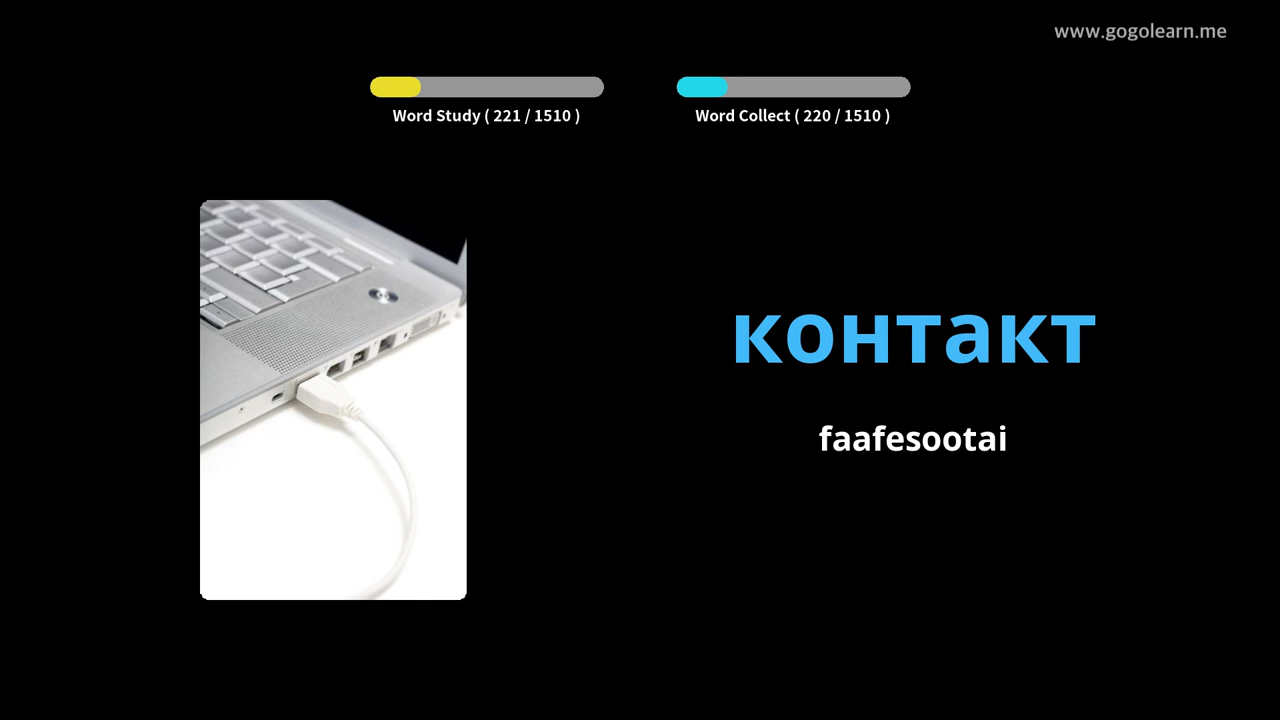 www.gogolearn.me
Word Study ( 221 / 1510 )
Word Collect ( 220 / 1510 )
контакт
faafesootai